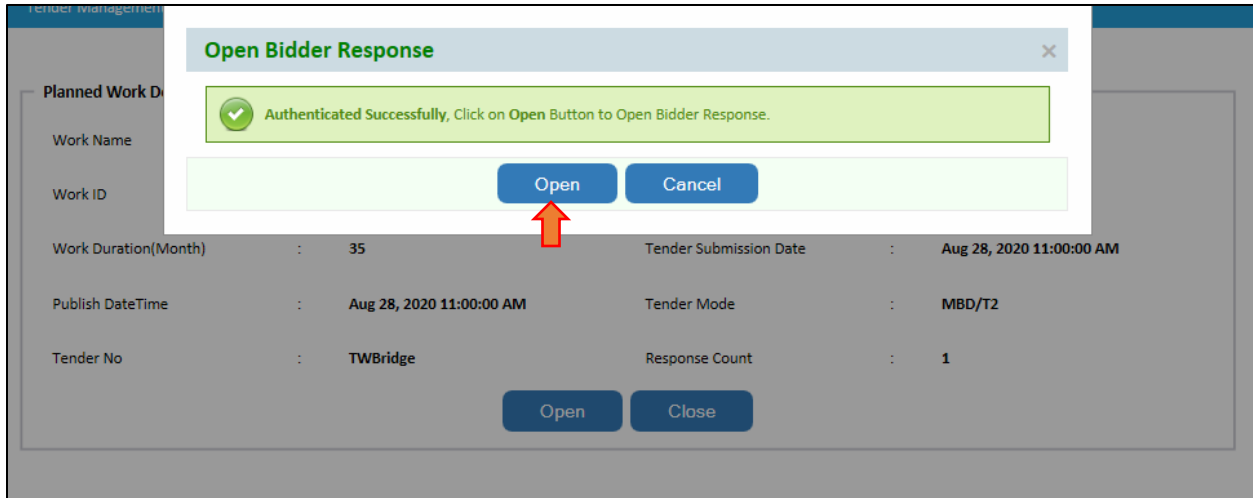 Tender Management
Open Bidder Response ×
Planned Work D
Authenticated Successfully, Click on Open Button to Open Bidder Response.
Work Name
Open Cancel
Work ID
Work Duration(Month) : 35 Tender Submission Date : Aug 28, 2020 11:00:00 AM
Publish DateTime : Aug 28, 2020 11:00:00 AM Tender Mode : MBD/T2
Tender No : TWBridge Response Count : 1
Open Close